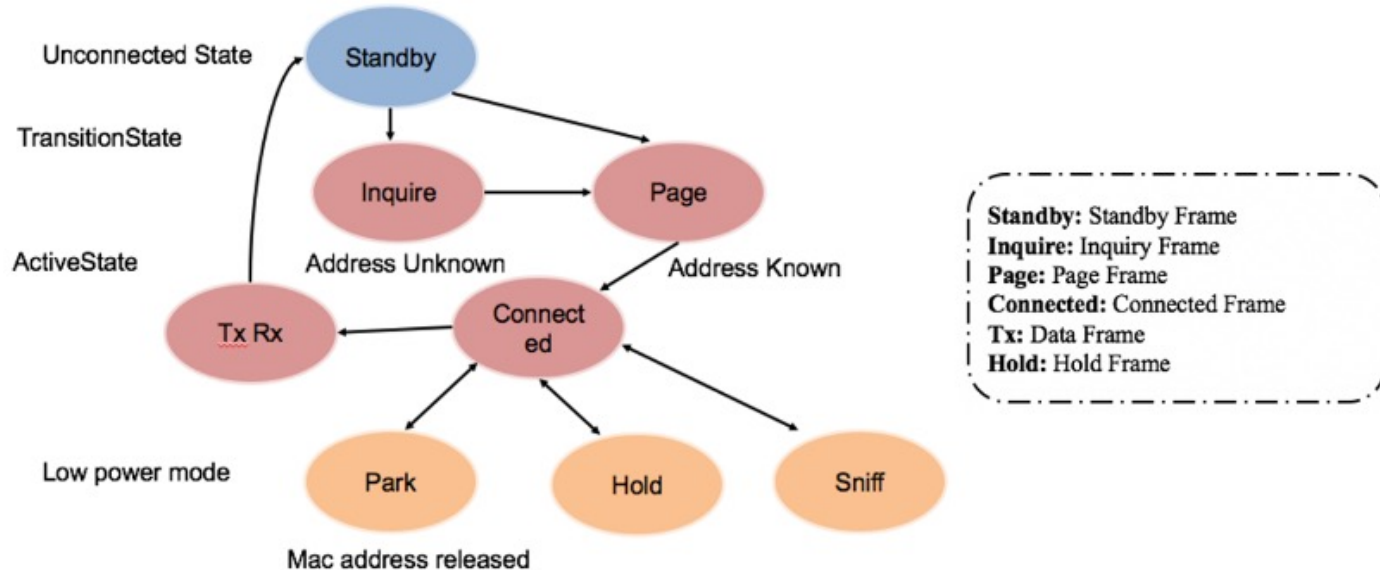 Unconnected State
Standby
TransitionState
Inquire
Page
Address Unknown
Address Known
ActiveState
Tx Rx
Connect
ed
Low power mode
Park
Hold
Sniff
Mac address released
Standby: Standby Frame
Inquire: Inquiry Frame
Page: Page Frame
Connected: Connected Frame
Tx: Data Frame
Hold: Hold Frame